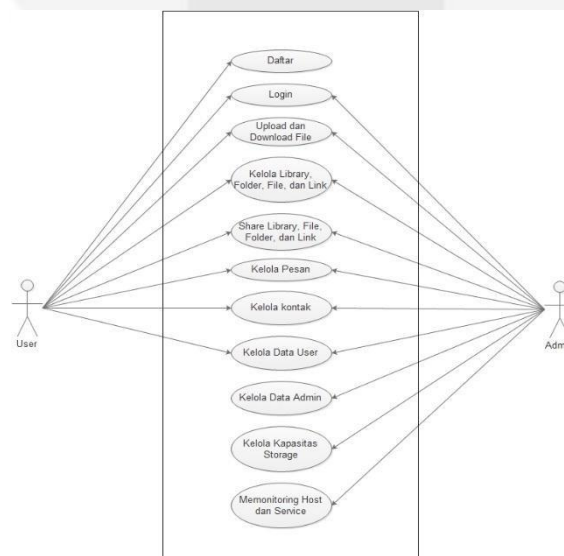 Daftar
Login
Upload dan
Download File
Kelola Library,
Folder, File, dan Link
Share Library, File,
Folder, dan Link
Kelola Pesan
Kelola kontak
User
Adm
Kelola Data User
Kelola Data Admin
Kelola Kapasitas
Storage
Memonitoring Host
dan Service